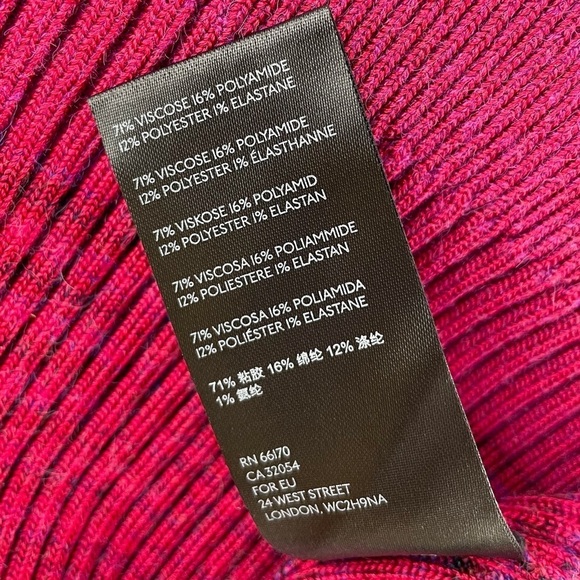 71% VISCOSE 16% POLYAMIDE
12% POLYESTER 1% ELASTANE
71% VISCOSE 16% POLYAMIDE
12% POLYESTER 1% ÉLASTHANNE
71% VISKOSE 16% POLYAMID
12% POLYESTER 1% ELASTAN
71% VISCOSA 16% POLIAMMIDE
12% POLIESTERE 1% ELASTAN
71% VISCOSA 16% POLIAMIDA
12% POLIÉSTER 1% ELASTANE
71% 粘胶 16% 绵纶 12% 涤纶
1% 氨纶
RN 66170
CA 32054
FOR EU
24 WEST STREET
LONDON, WC2H9NA